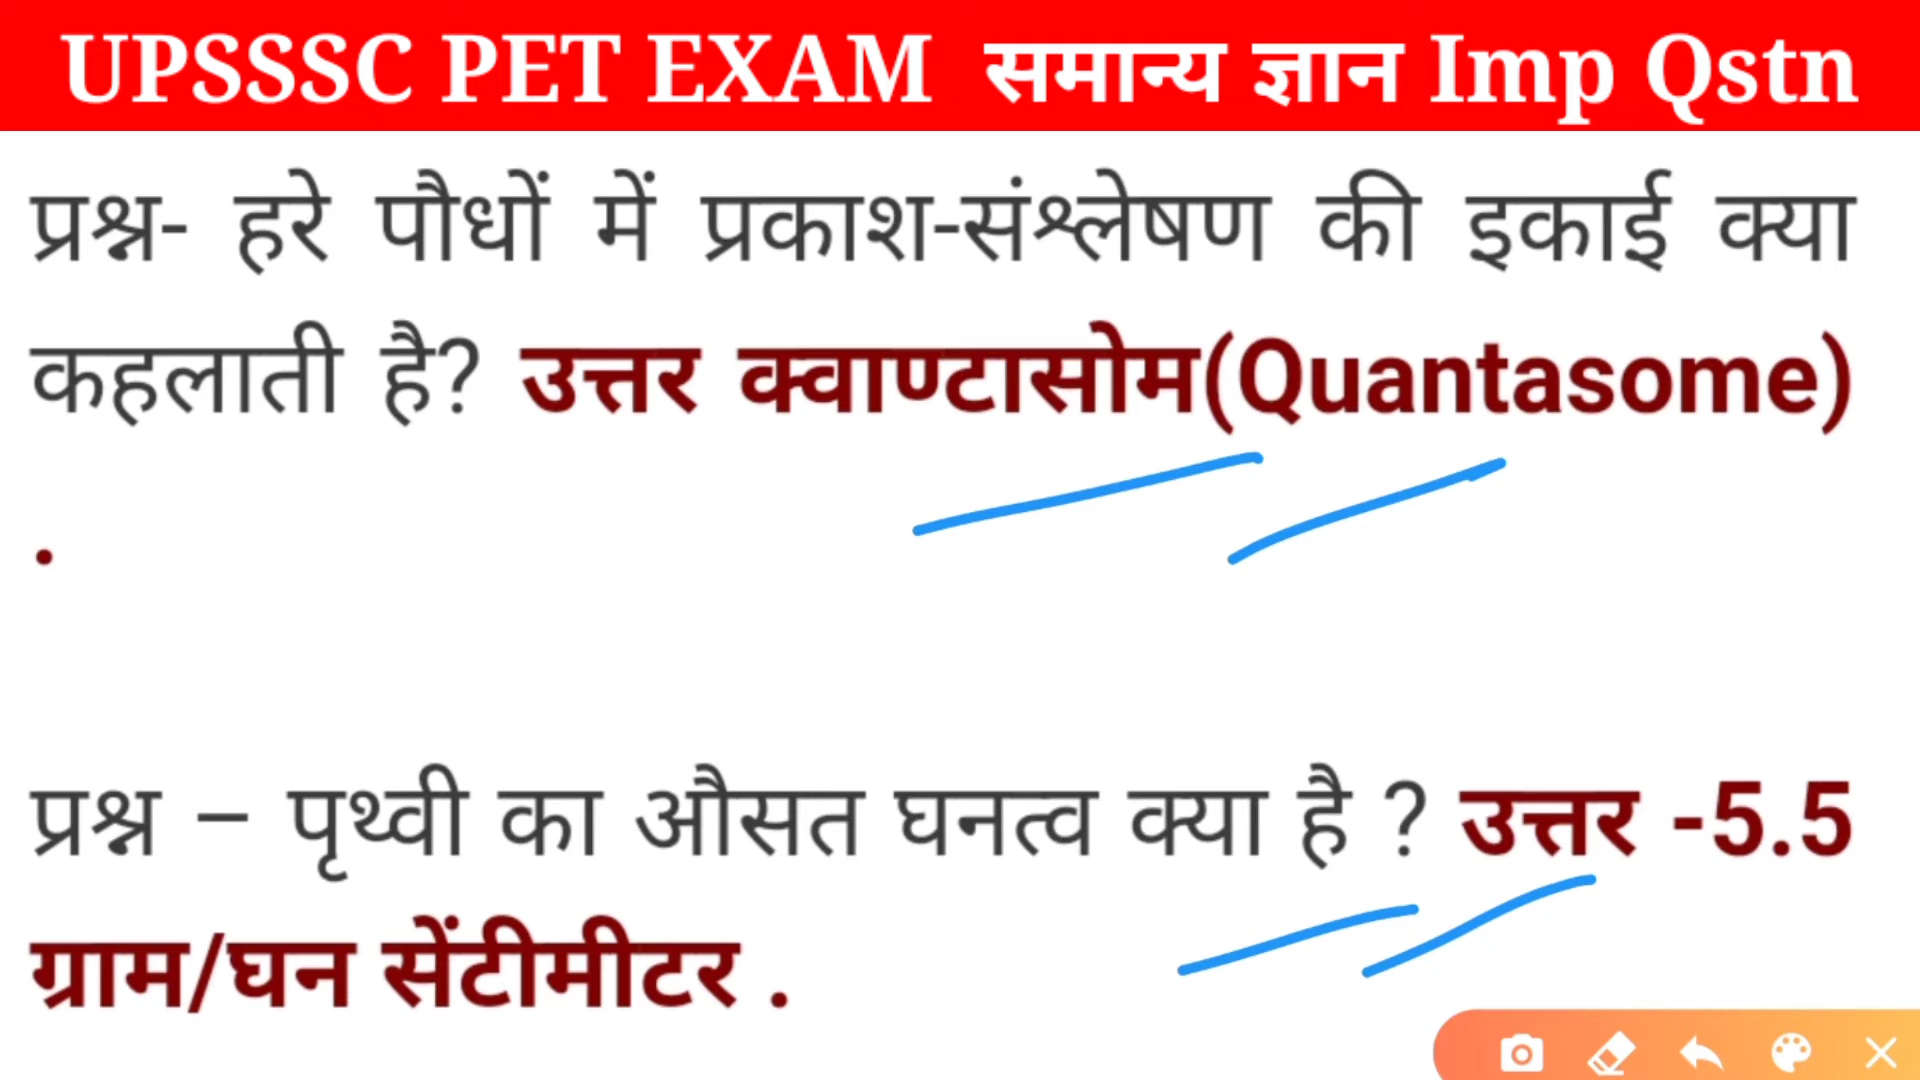 UPSSSC PET EXAM समान्य ज्ञान Imp Qstn
प्रश्न- हरे पौधों में प्रकाश-संश्लेषण की इकाई क्या
कहलाती है? उत्तर क्वाण्टासोम(Quantasome)
.
प्रश्न – पृथ्वी का औसत घनत्व क्या है ? उत्तर -5.5
ग्राम/घन सेंटीमीटर .